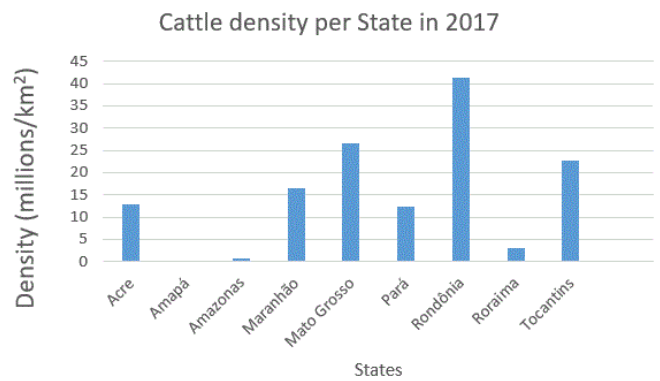 Cattle density per State in 2017
Density (millions/km²)
45
40
35
30
25
20
15
10
5
0
Acre
Amapá
Amazonas
Maranhão
Mato Grosso
Pará
Rondônia
Roraima
Tocantins
States